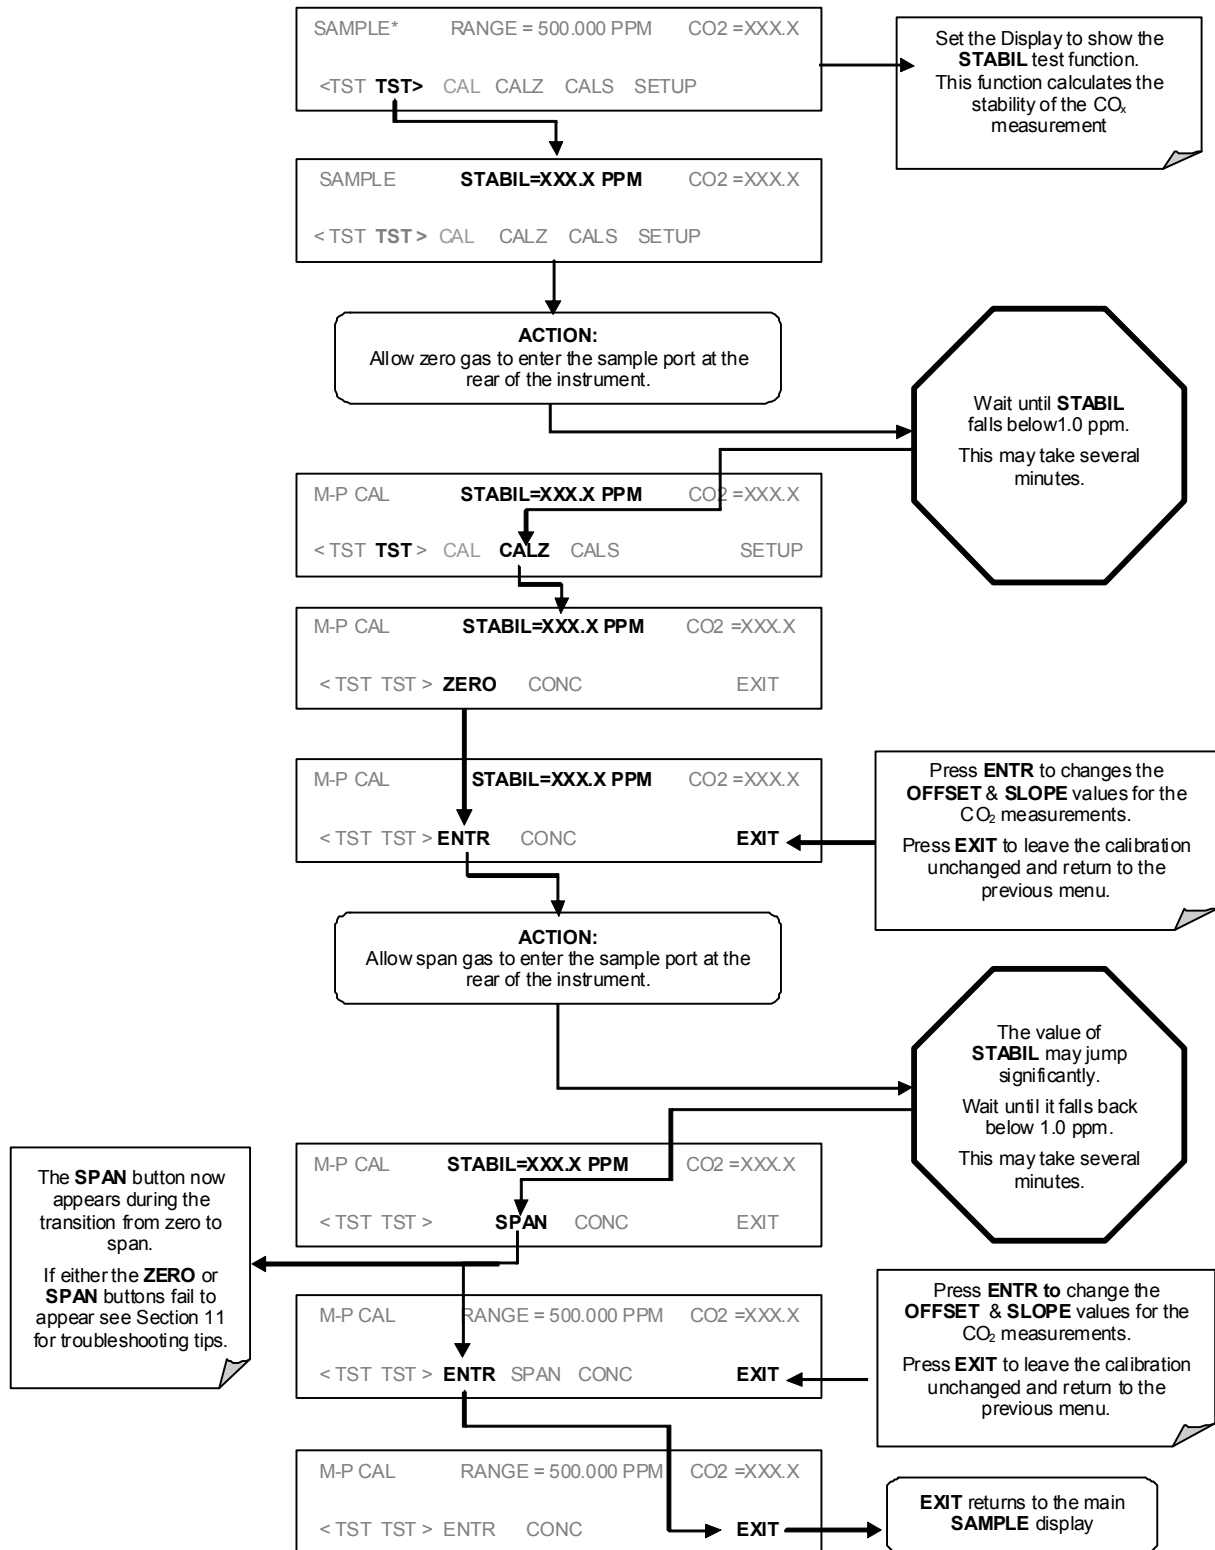 SAMPLE* RANGE = 500.000 PPM CO2 =XXX.X
<TST TST> CAL CALZ CALS SETUP
Set the Display to show the
STABIL test function.
This function calculates the
stability of the COx
measurement
SAMPLE STABIL=XXX.X PPM CO2 =XXX.X
< TST TST > CAL CALZ CALS SETUP
ACTION:
Allow zero gas to enter the sample port at the
rear of the instrument.
Wait until STABIL
falls below1.0 ppm.
This may take several
minutes.
M-P CAL STABIL=XXX.X PPM CO2 =XXX.X
< TST TST > CAL CALZ CALS SETUP
M-P CAL STABIL=XXX.X PPM CO2 =XXX.X
< TST TST > ZERO CONC EXIT
M-P CAL STABIL=XXX.X PPM CO2 =XXX.X
< TST TST > ENTR CONC EXIT
Press ENTR to changes the
OFFSET & SLOPE values for the
CO2 measurements.
Press EXIT to leave the calibration
unchanged and return to the
previous menu.
ACTION:
Allow span gas to enter the sample port at the
rear of the instrument.
The value of
STABIL may jump
significantly.
Wait until it falls back
below 1.0 ppm.
This may take several
minutes.
M-P CAL STABIL=XXX.X PPM CO2 =XXX.X
< TST TST > SPAN CONC EXIT
The SPAN button now
appears during the
transition from zero to
span.
If either the ZERO or
SPAN buttons fail to
appear see Section 11
for troubleshooting tips.
M-P CAL RANGE = 500.000 PPM CO2 =XXX.X
< TST TST > ENTR SPAN CONC EXIT
Press ENTR to change the
OFFSET & SLOPE values for the
CO2 measurements.
Press EXIT to leave the calibration
unchanged and return to the
previous menu.
M-P CAL RANGE = 500.000 PPM CO2 =XXX.X
< TST TST > ENTR CONC EXIT
EXIT returns to the main
SAMPLE display